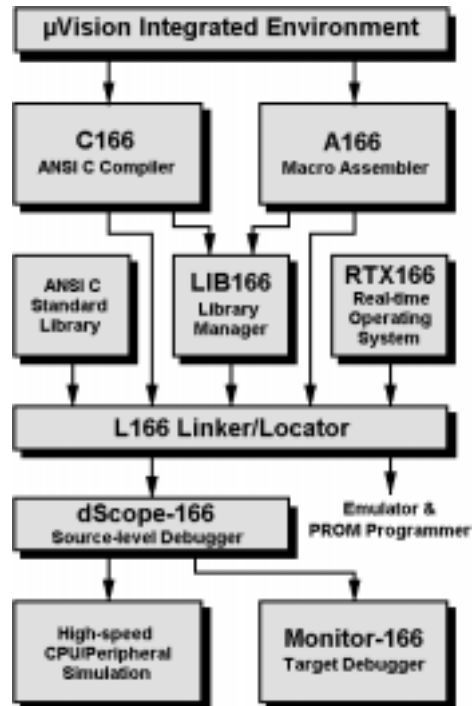 µVision Integrated Environment
C166
ANSI C Compiler
A166
Macro Assembler
ANSI C
Standard
Library
LIB166
Library
Manager
RTX166
Real-time
Operating
System
L166 Linker/Locator
dScope-166
Source-level Debugger
Emulator &
PROM Programmer
High-speed
CPU/Peripheral
Simulation
Monitor-166
Target Debugger